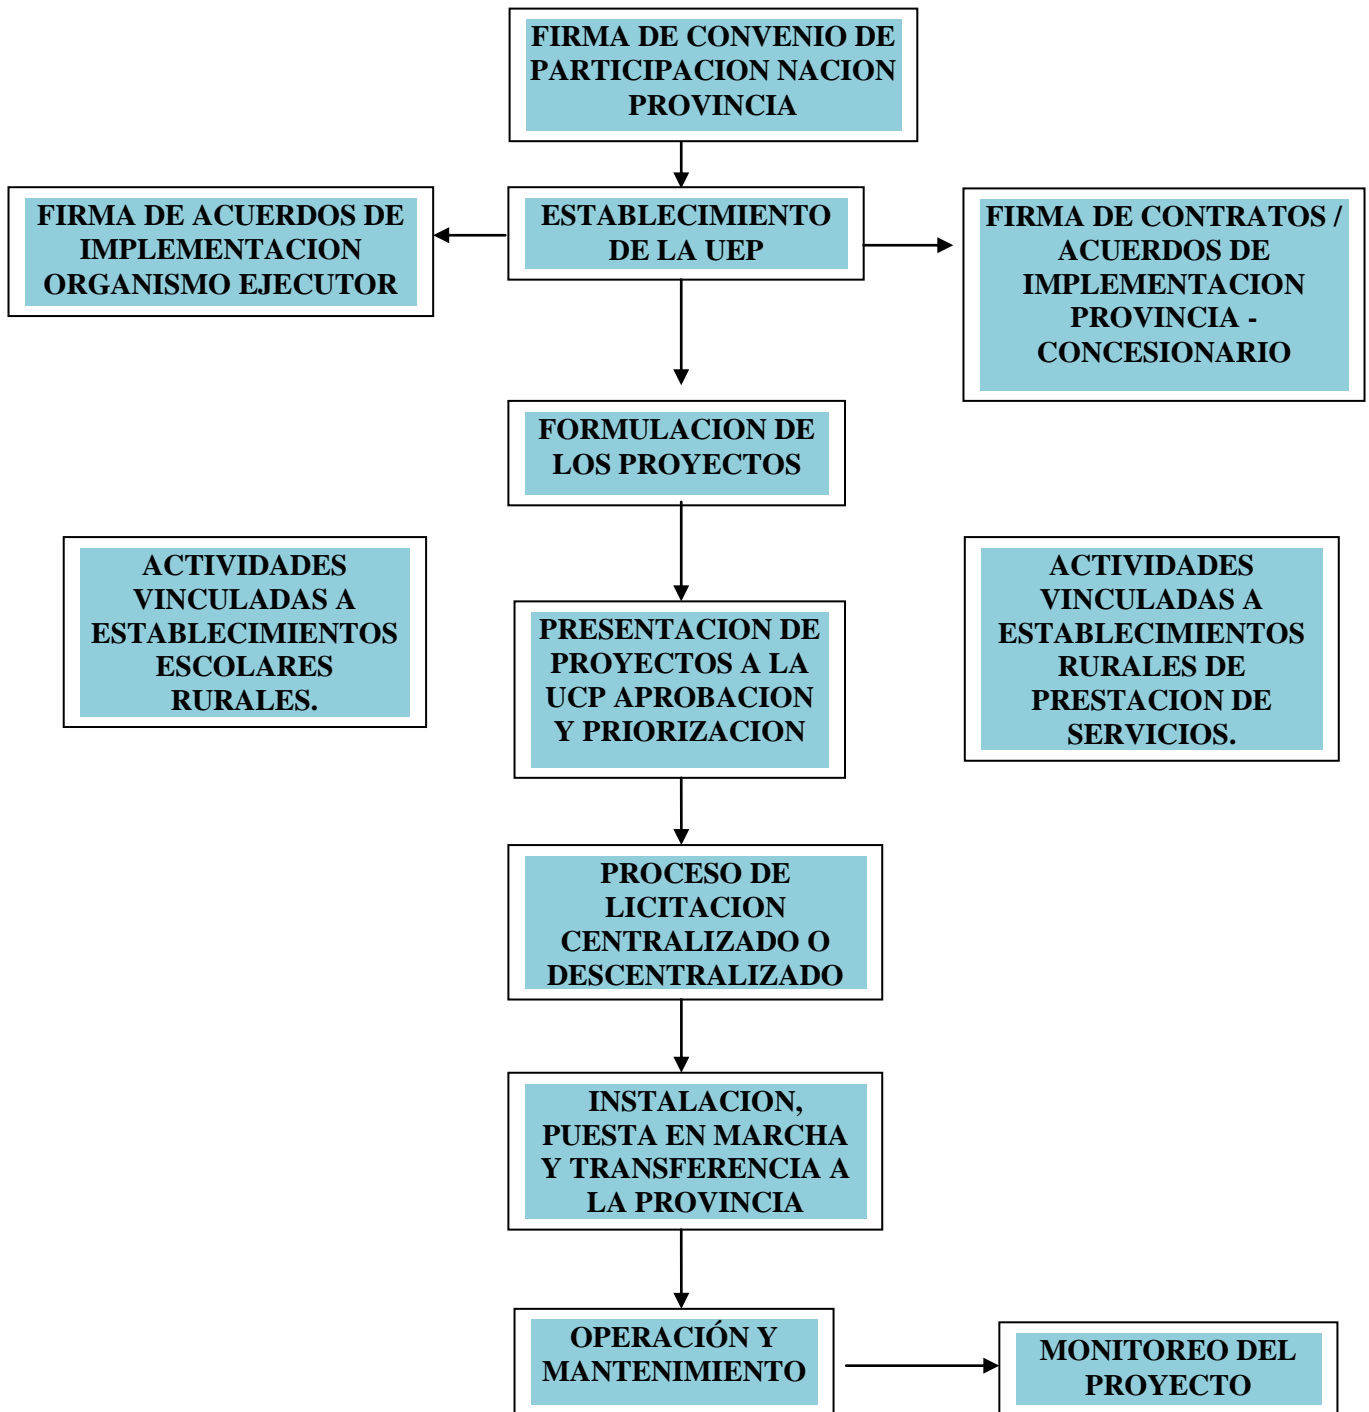 FIRMA DE CONVENIO DE
PARTICIPACION NACION
PROVINCIA
FIRMA DE ACUERDOS DE
IMPLEMENTACION
ORGANISMO EJECUTOR
ESTABLECIMIENTO
DE LA UEP
FIRMA DE CONTRATOS /
ACUERDOS DE
IMPLEMENTACION
PROVINCIA -
CONCESIONARIO
FORMULACION DE
LOS PROYECTOS
ACTIVIDADES
VINCULADAS A
ESTABLECIMIENTOS
ESCOLARES
RURALES.
PRESENTACION DE
PROYECTOS A LA
UCP APROBACION
Y PRIORIZACION
ACTIVIDADES
VINCULADAS A
ESTABLECIMIENTOS
RURALES DE
PRESTACION DE
SERVICIOS.
PROCESO DE
LICITACION
CENTRALIZADO O
DESCENTRALIZADO
INSTALACION,
PUESTA EN MARCHA
Y TRANSFERENCIA A
LA PROVINCIA
OPERACIÓN Y
MANTENIMIENTO
MONITOREO DEL
PROYECTO